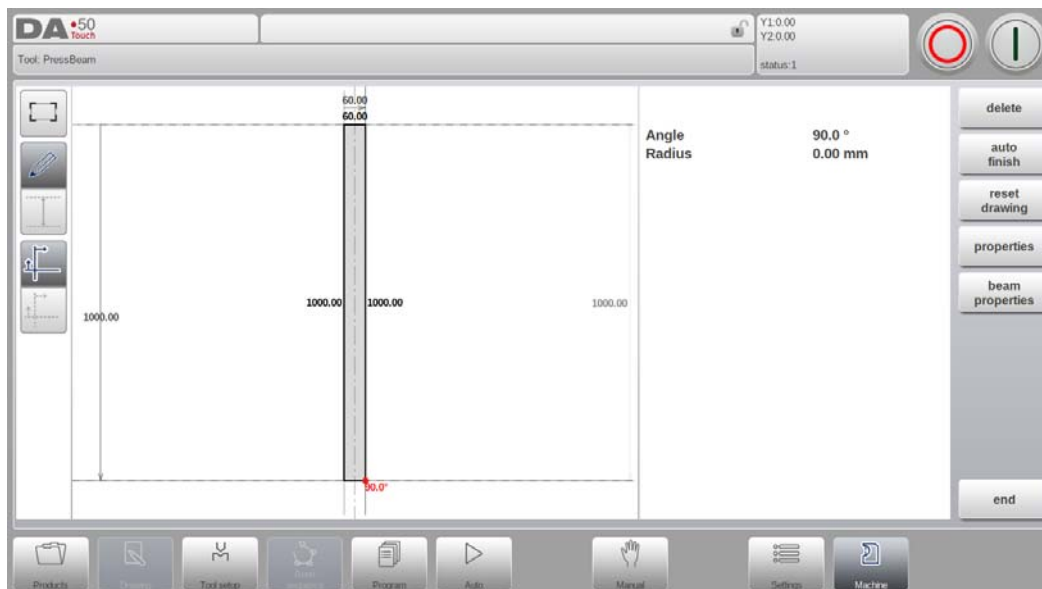 DA•50
Touch
Y1:0.00
Y2:0.00
Tool: PressBeam
status:1
60.00
60.00
delete
Angle 90.0 °
Radius 0.00 mm
auto
finish
reset
drawing
properties
beam
properties
1000.00 1000.00 1000.00
1000.00
90.0°
end
Products
Tool setup
Program
Auto
Manual
Settings
Machine